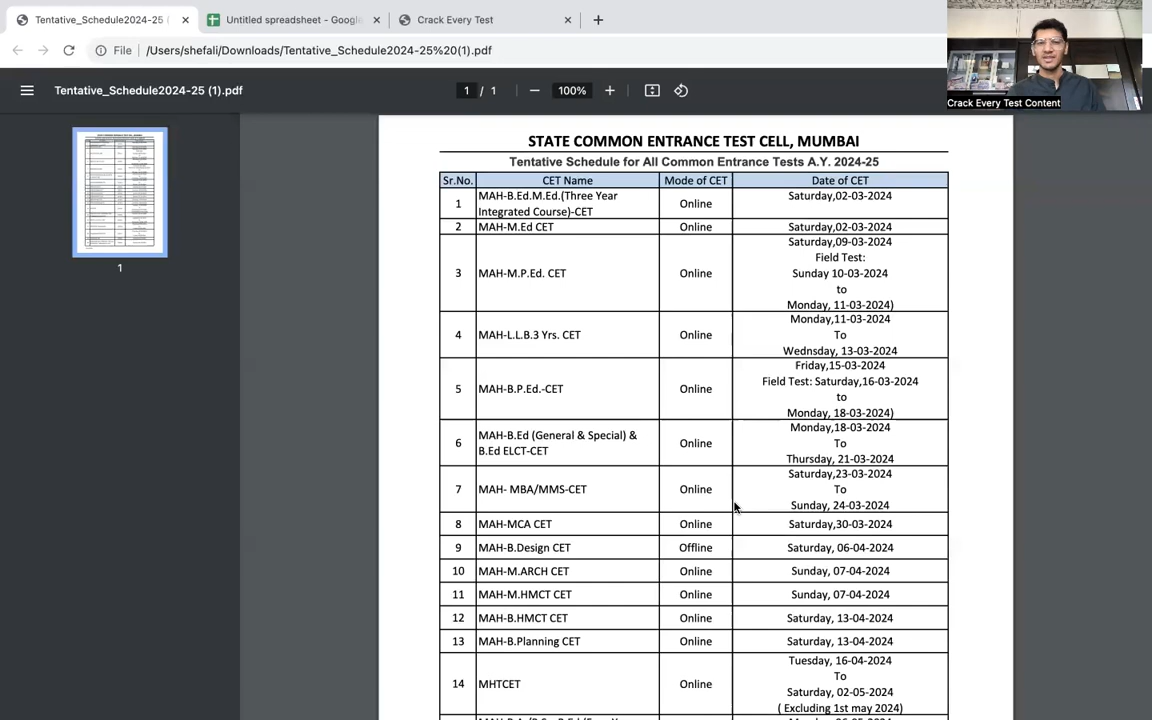 Tentative_Schedule2024-25 (
Untitled spreadsheet - Google
Crack Every Test
File /Users/shefali/Downloads/Tentative_Schedule2024-25%20(1).pdf
Tentative_Schedule2024-25 (1).pdf
1 / 1
100%
Crack Every Test Content
1
STATE COMMON ENTRANCE TEST CELL, MUMBAI
Tentative Schedule for All Common Entrance Tests A.Y. 2024-25
Sr.No. CET Name Mode of CET Date of CET
1 MAH-B.Ed.M.Ed.(Three Year
Integrated Course)-CET
Online
Saturday,02-03-2024
2 MAH-M.Ed CET Online Saturday,02-03-2024
3 MAH-M.P.Ed. CET Online
Saturday,09-03-2024
Field Test:
Sunday 10-03-2024
to
Monday, 11-03-2024)
4 MAH-L.L.B.3 Yrs. CET Online
Monday,11-03-2024
To
Wednsday, 13-03-2024
5 MAH-B.P.Ed.-CET Online
Friday,15-03-2024
Field Test: Saturday,16-03-2024
to
Monday, 18-03-2024)
6 MAH-B.Ed (General & Special) &
B.Ed ELCT-CET
Online
Monday,18-03-2024
To
Thursday, 21-03-2024
7 MAH- MBA/MMS-CET Online
Saturday,23-03-2024
To
Sunday, 24-03-2024
8 MAH-MCA CET Online Saturday,30-03-2024
9 MAH-B.Design CET Offline Saturday, 06-04-2024
10 MAH-M.ARCH CET Online Sunday, 07-04-2024
11 MAH-M.HMCT CET Online Sunday, 07-04-2024
12 MAH-B.HMCT CET Online Saturday, 13-04-2024
13 MAH-B.Planning CET Online Saturday, 13-04-2024
14 MHTCET Online
Tuesday, 16-04-2024
To
Saturday, 02-05-2024
( Excluding 1st may 2024)